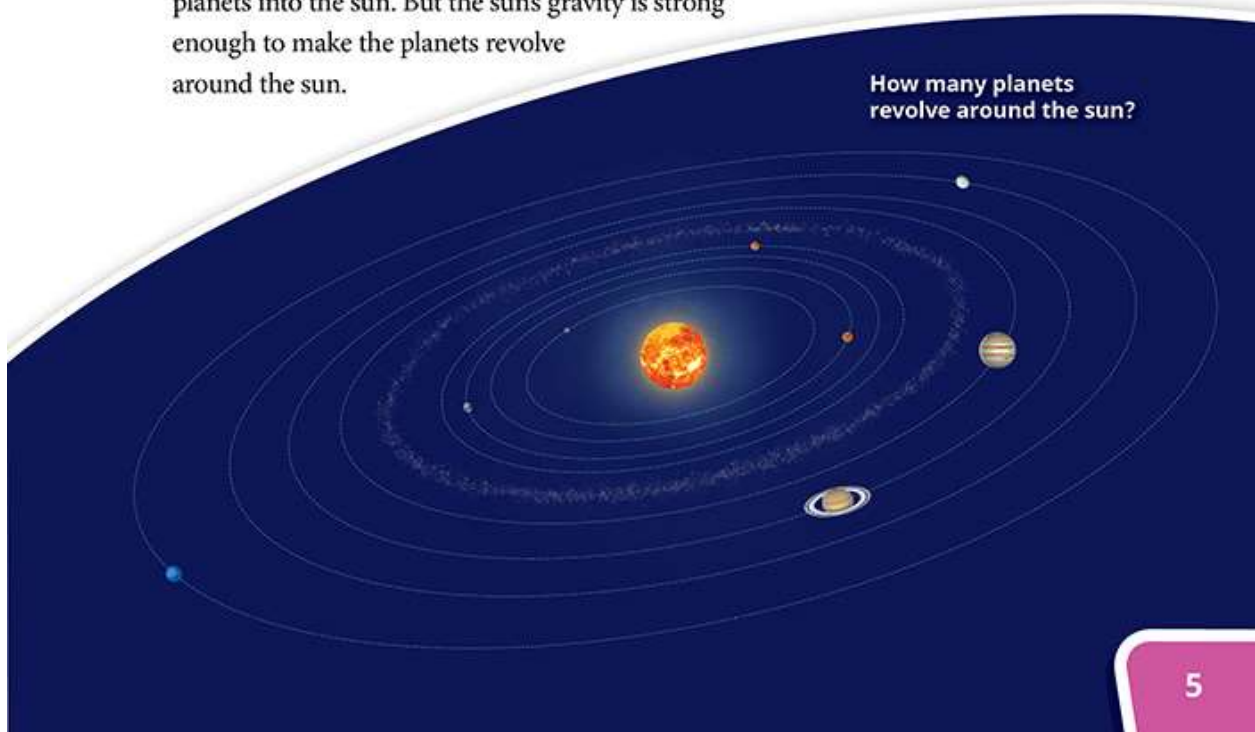 planets into the sun. But the sun's gravity is strong
enough to make the planets revolve
around the sun.
How many planets
revolve around the sun?
5